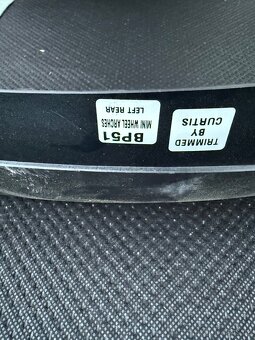 BP51
MINI WHEEL ARCHES
LEFT REAR
TRIMMED
BY
CURTIS